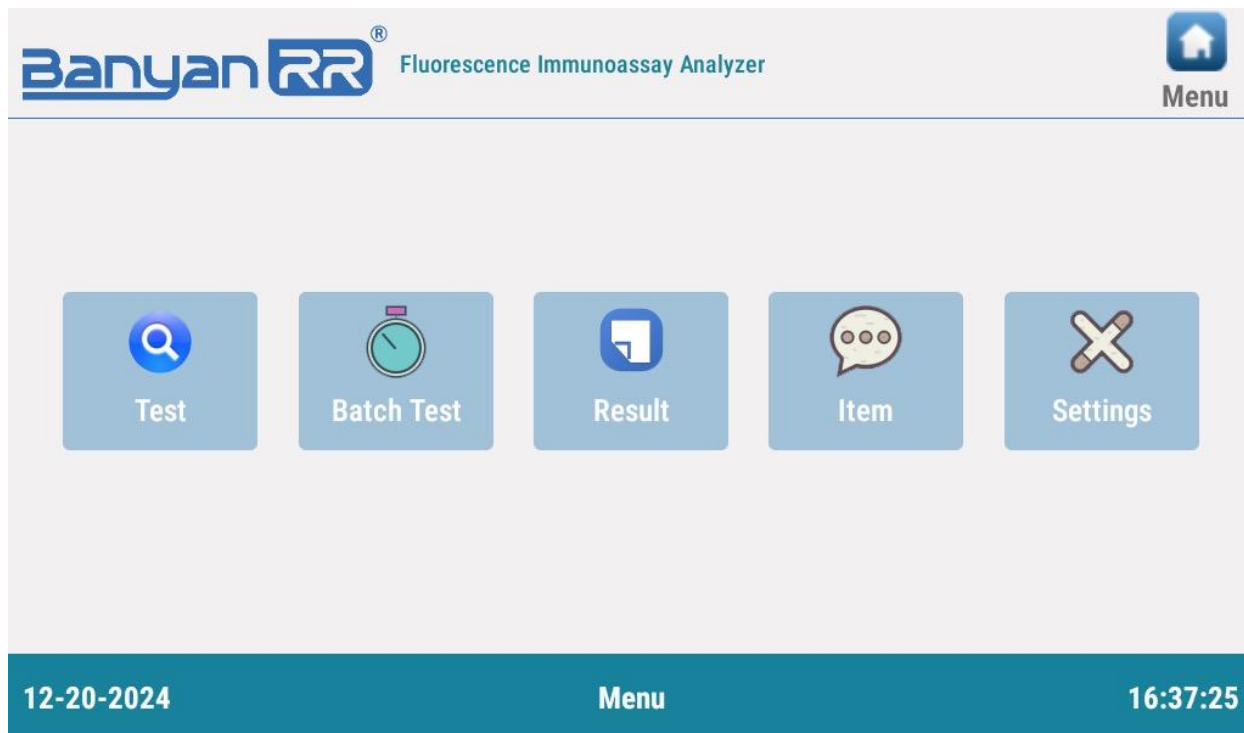 Banyan RR® Fluorescence Immunoassay Analyzer
Menu
Test
Batch Test
Result
Item
Settings
12-20-2024 Menu 16:37:25